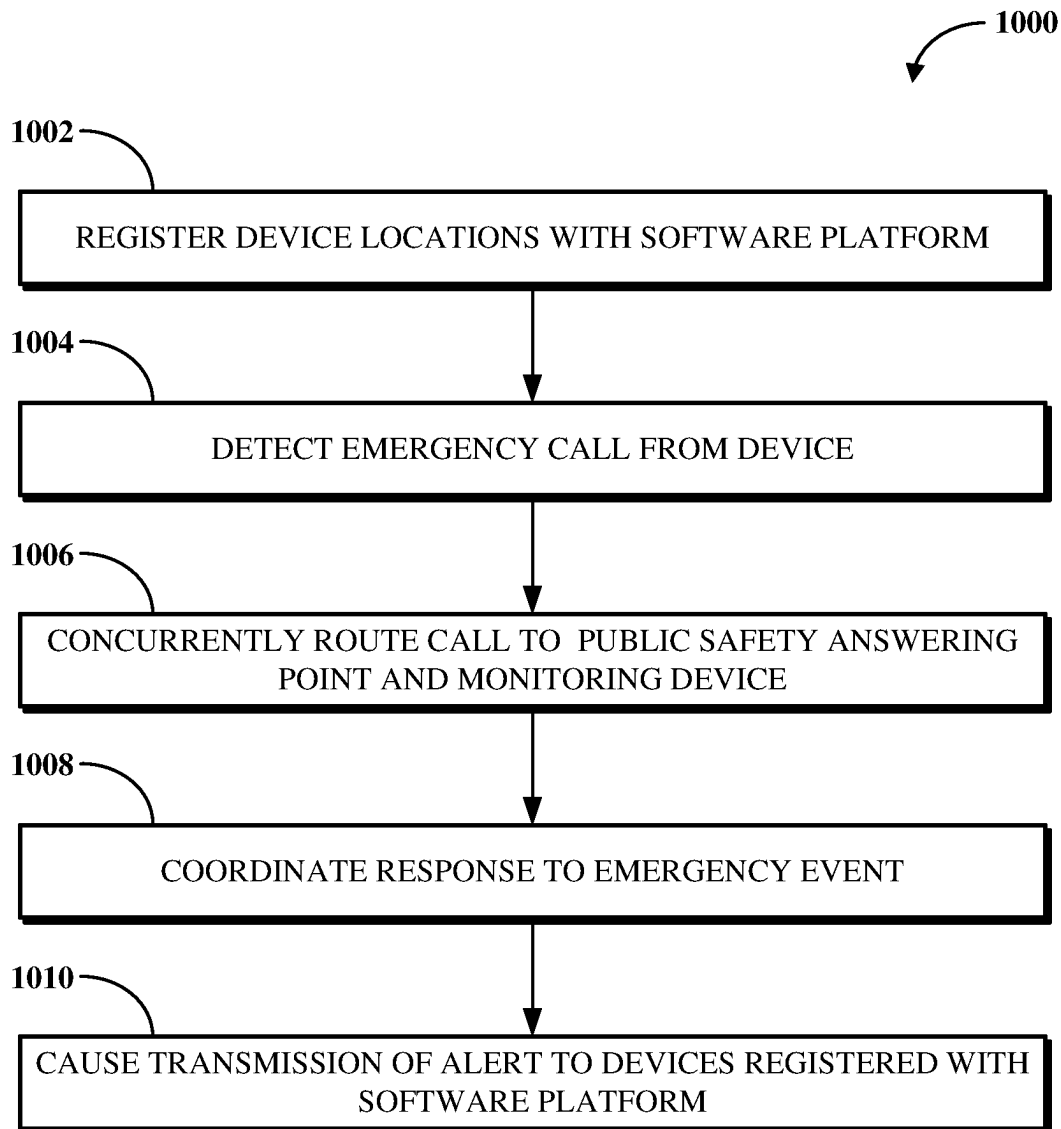 1000
1002
REGISTER DEVICE LOCATIONS WITH SOFTWARE PLATFORM
1004
DETECT EMERGENCY CALL FROM DEVICE
1006
CONCURRENTLY ROUTE CALL TO PUBLIC SAFETY ANSWERING
POINT AND MONITORING DEVICE
1008
COORDINATE RESPONSE TO EMERGENCY EVENT
1010
CAUSE TRANSMISSION OF ALERT TO DEVICES REGISTERED WITH
SOFTWARE PLATFORM